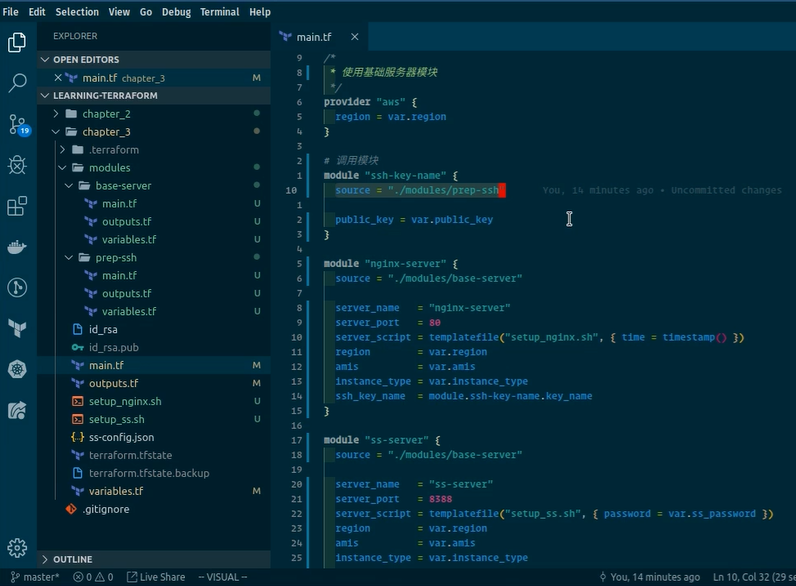 File Edit Selection Terraform View Go Debug Terminal Help
EXPLORER
OPEN EDITORS
main.tf chapter_3 M
LEARNING-TERRAFORM
chapter_2
chapter_3
.terraform
modules
base-server
main.tf U
outputs.tf U
variables.tf U
prep-ssh
main.tf U
outputs.tf U
variables.tf U
id_rsa
id_rsa.pub
main.tf M
outputs.tf M
setup_nginx.sh U
setup_ss.sh U
ss-config.json
terraform.tfstate
terraform.tfstate.backup
variables.tf M
.gitignore
OUTLINE
19
main.tf
9 /*
8 * 使用基础服务器模块
7 */
6 provider "aws" {
5 region = var.region
4 }
3
2 # 调用模块
1 module "ssh-key-name" {
10 source = "./modules/prep-ssh You, 14 minutes ago • Uncommitted changes
1
2 public_key = var.public_key
3 }
4
5 module "nginx-server" {
6 source = "./modules/base-server"
7
8 server_name = "nginx-server"
9 server_port = 80
10 server_script = templatefile("setup_nginx.sh", { time = timestamp() })
11 region = var.region
12 amis = var.amis
13 instance_type = var.instance_type
14 ssh_key_name = module.ssh-key-name.key_name
15 }
16
17 module "ss-server" {
18 source = "./modules/base-server"
19
20 server_name = "ss-server"
21 server_port = 8388
22 server_script = templatefile("setup_ss.sh", { password = var.ss_password })
23 region = var.region
24 amis = var.amis
25 instance_type = var.instance_type
master* 0 0 Live Share -- VISUAL -- You, 14 minutes ago Ln 10, Col 32 (29 se